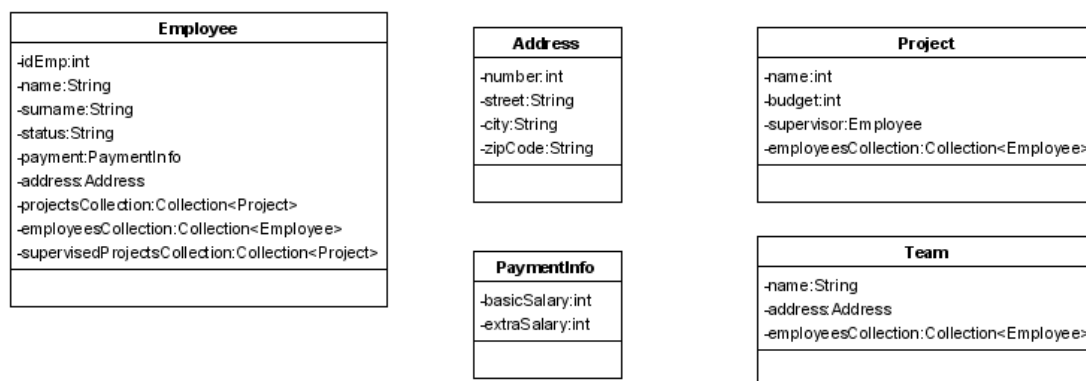 Employee
-idEmp:int
-name:String
-surname:String
-status:String
-payment:PaymentInfo
-address:Address
-projectsCollection:Collection<Project>
-employeesCollection:Collection<Employee>
-supervisedProjectsCollection:Collection<Project>
Address
-number:int
-street:String
-city:String
-zipCode:String
PaymentInfo
-basicSalary:int
-extraSalary:int
Project
-name:int
-budget:int
-supervisor:Employee
-employeesCollection:Collection<Employee>
Team
-name:String
-address:Address
-employeesCollection:Collection<Employee>